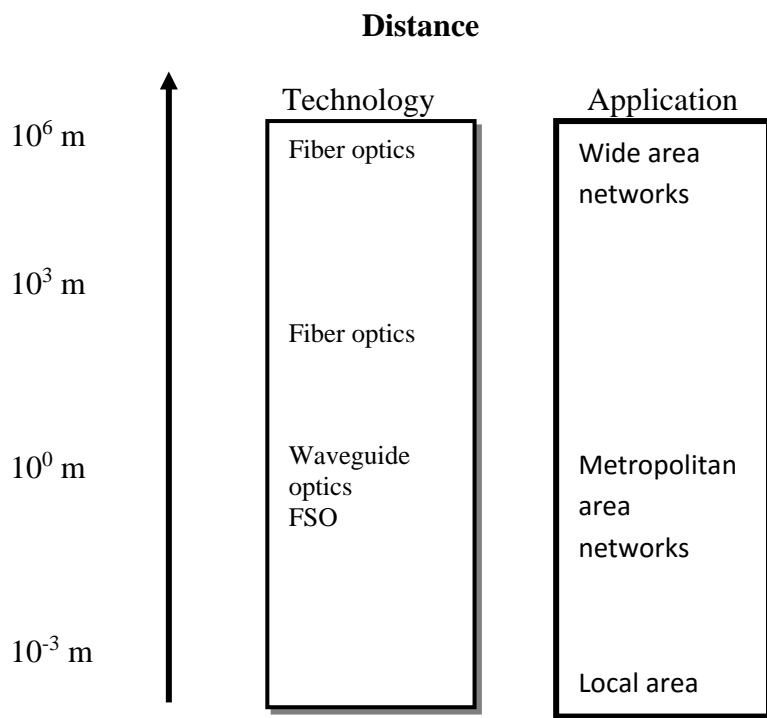 Distance
Technology
Application
10⁶ m
Fiber optics
Wide area
networks
10³ m
Fiber optics
10⁰ m
Waveguide
optics
FSO
Metropolitan
area
networks
10⁻³ m
Local area